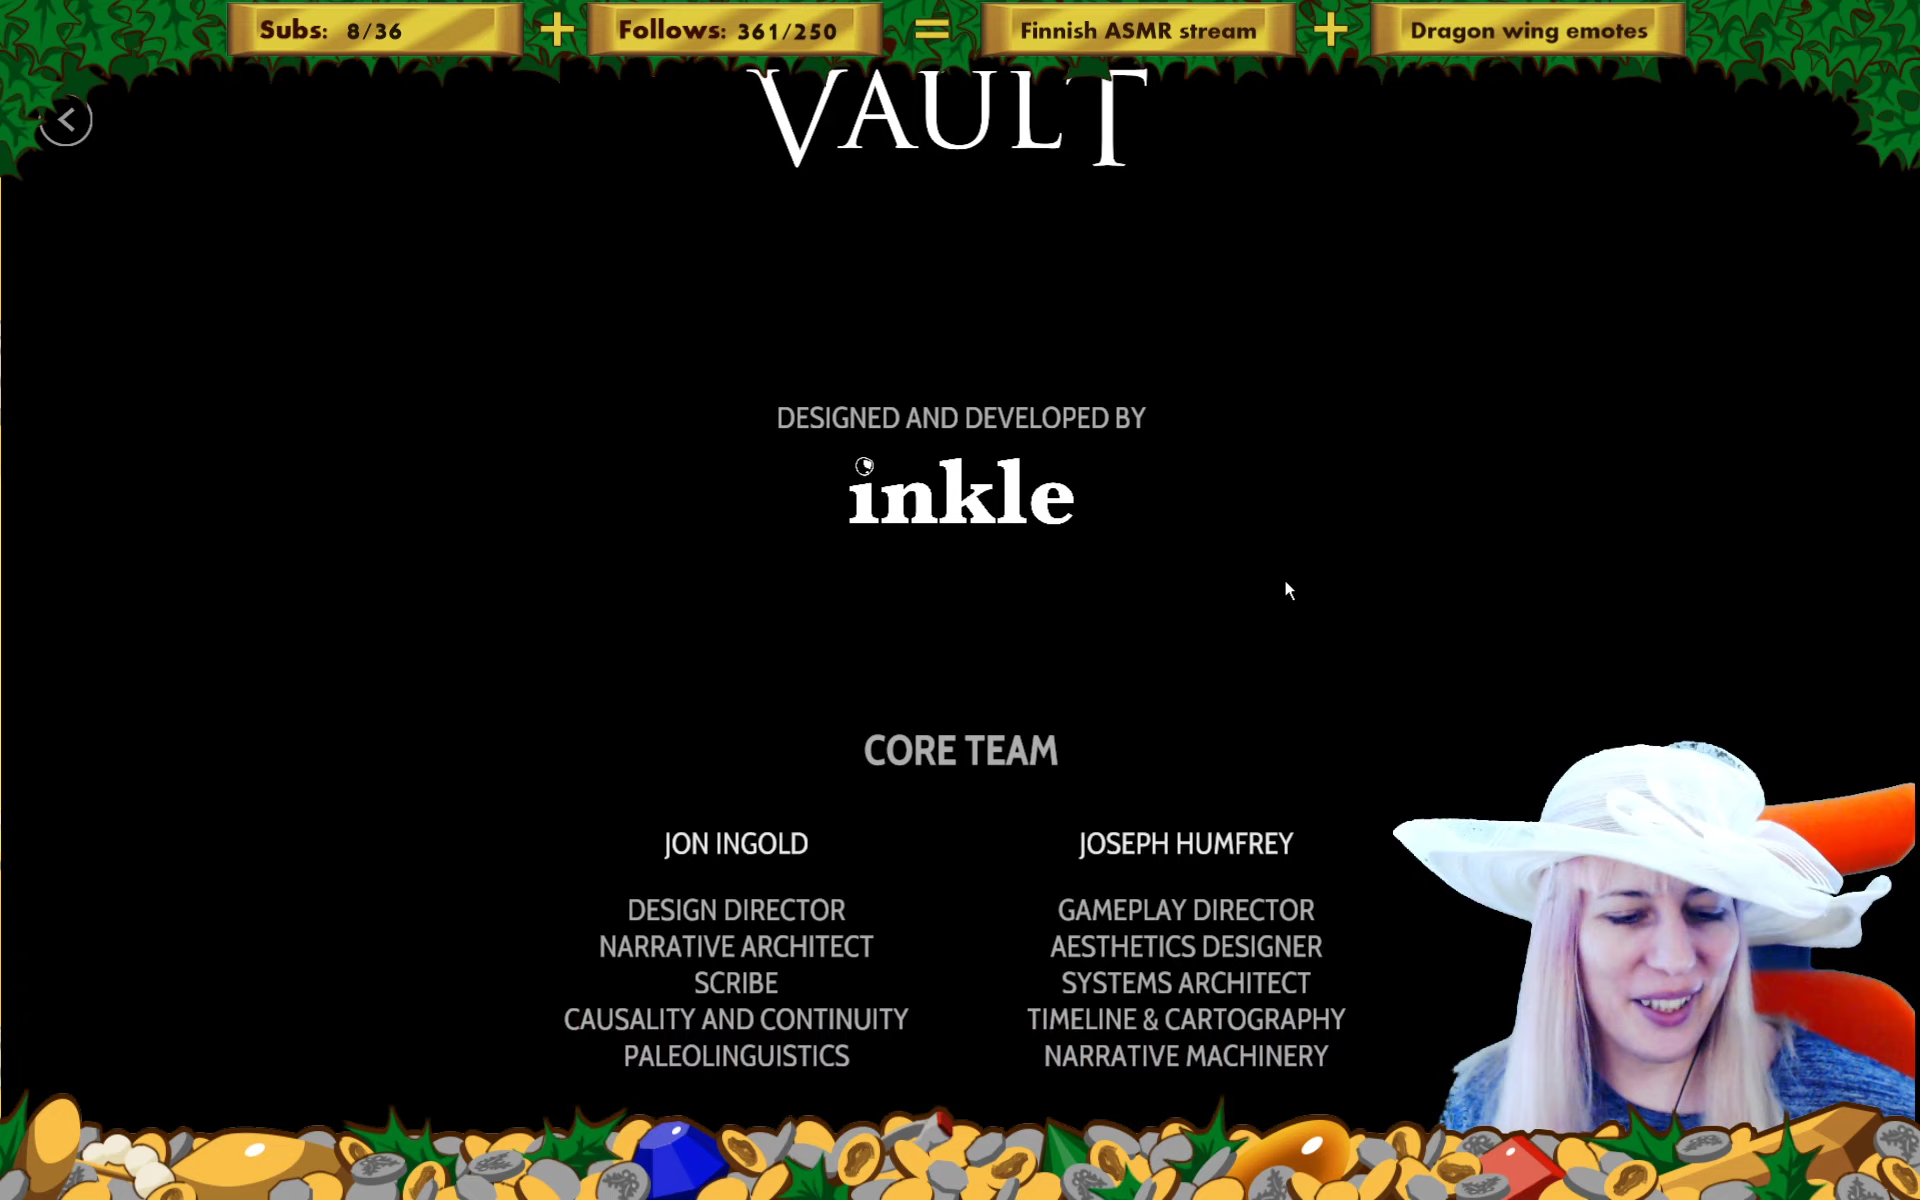 Subs: 8/36 + Follows: 361/250 = Finnish ASMR stream + Dragon wing emotes
VAULT
DESIGNED AND DEVELOPED BY
inkle
CORE TEAM
JON INGOLD
DESIGN DIRECTOR
NARRATIVE ARCHITECT
SCRIBE
CAUSALITY AND CONTINUITY
PALEOLINGUISTICS
JOSEPH HUMFREY
GAMEPLAY DIRECTOR
AESTHETICS DESIGNER
SYSTEMS ARCHITECT
TIMELINE & CARTOGRAPHY
NARRATIVE MACHINERY